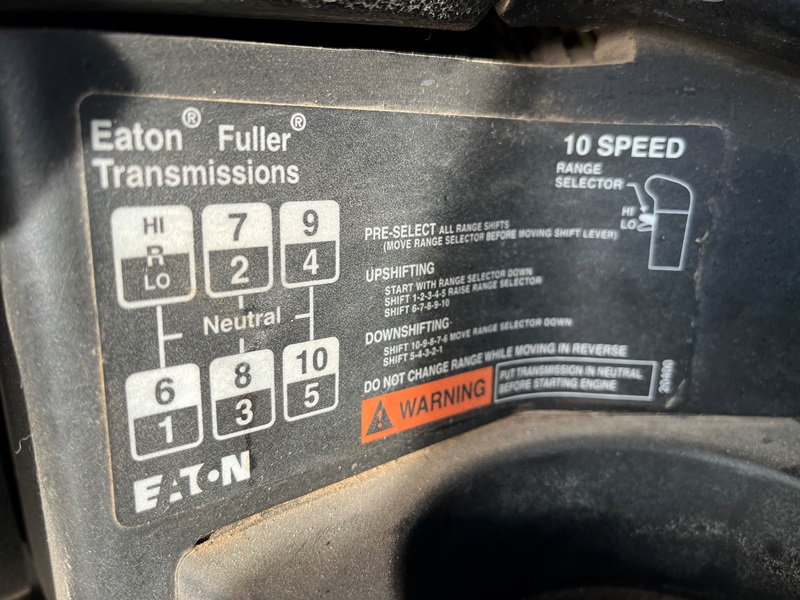 Eaton® Fuller®
Transmissions
10 SPEED
RANGE
SELECTOR
HI
LO
HI
R
LO
7
2
9
4
Neutral
6
1
8
3
10
5
EATON
PRE-SELECT ALL RANGE SHIFTS
(MOVE RANGE SELECTOR BEFORE MOVING SHIFT LEVER)
UPSHIFTING
START WITH RANGE SELECTOR DOWN
SHIFT 1-2-3-4-5 RAISE RANGE SELECTOR
SHIFT 6-7-8-9-10
DOWNSHIFTING
SHIFT 10-9-8-7-6 MOVE RANGE SELECTOR DOWN
SHIFT 5-4-3-2-1
DO NOT CHANGE RANGE WHILE MOVING IN REVERSE
WARNING
PUT TRANSMISSION IN NEUTRAL
BEFORE STARTING ENGINE